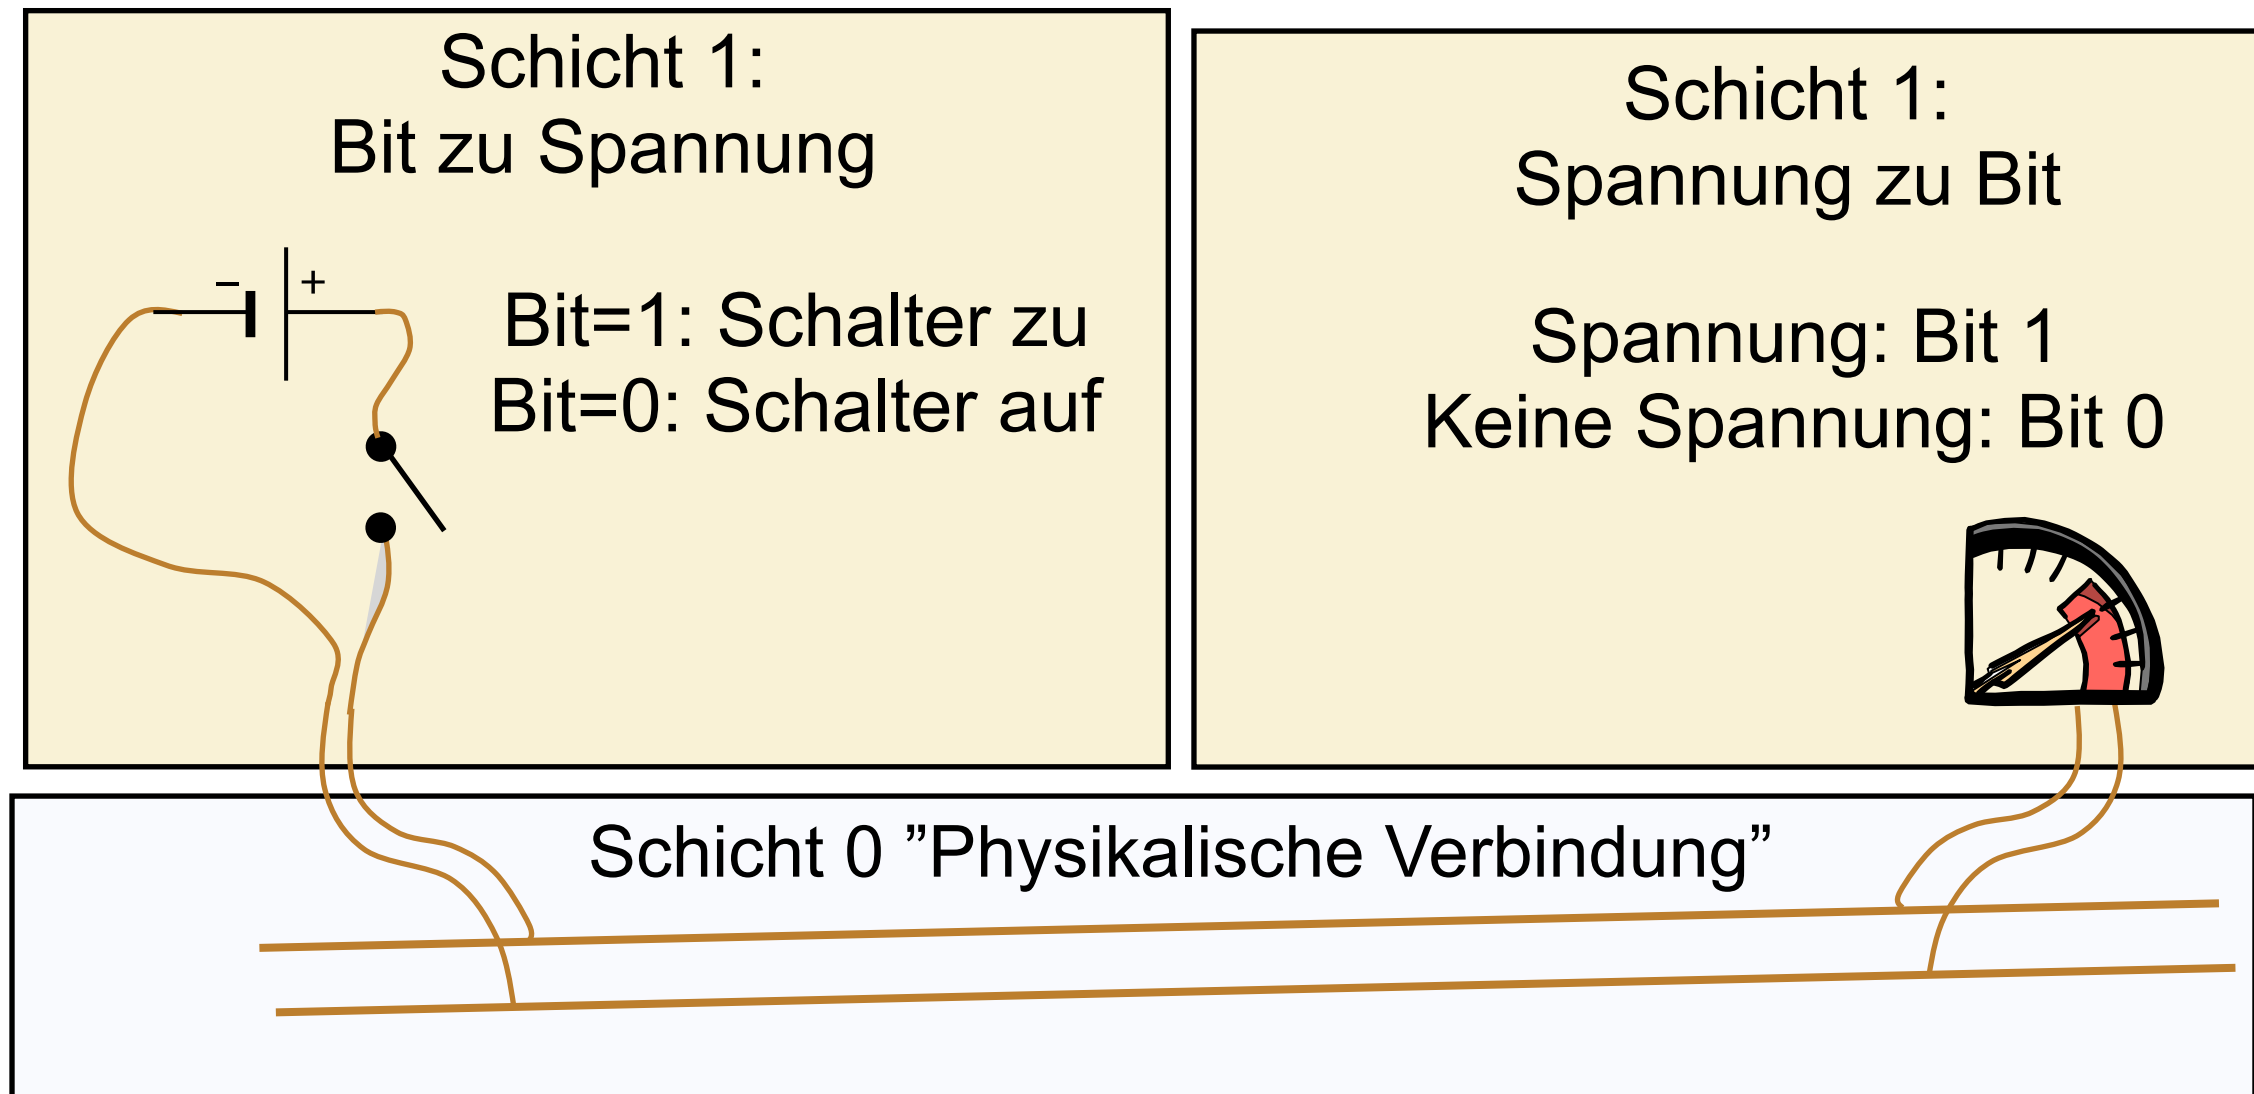 Schicht 1:
Bit zu Spannung
− +
Bit=1: Schalter zu
Bit=0: Schalter auf
Schicht 1:
Spannung zu Bit
Spannung: Bit 1
Keine Spannung: Bit 0
Schicht 0 ”Physikalische Verbindung”